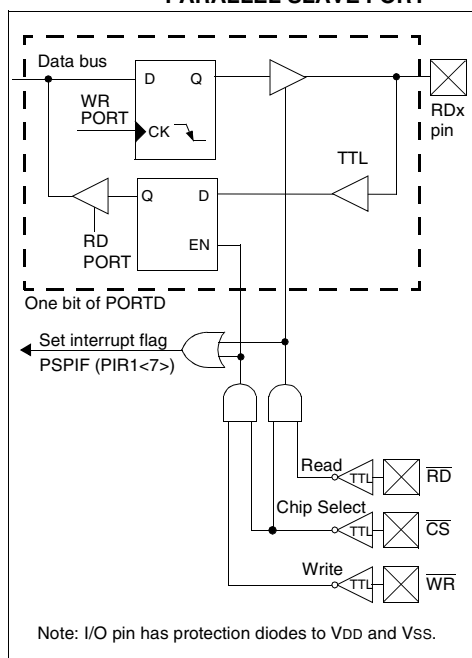 PARALLEL SLAVE PORT
Data bus
D
Q
WR
PORT
CK
RDx
pin
TTL
Q
D
EN
RD
PORT
One bit of PORTD
Set interrupt flag
PSPIF (PIR1<7>)
Read
TTL
RD
Chip Select
TTL
CS
Write
TTL
WR
Note: I/O pin has protection diodes to VDD and VSS.